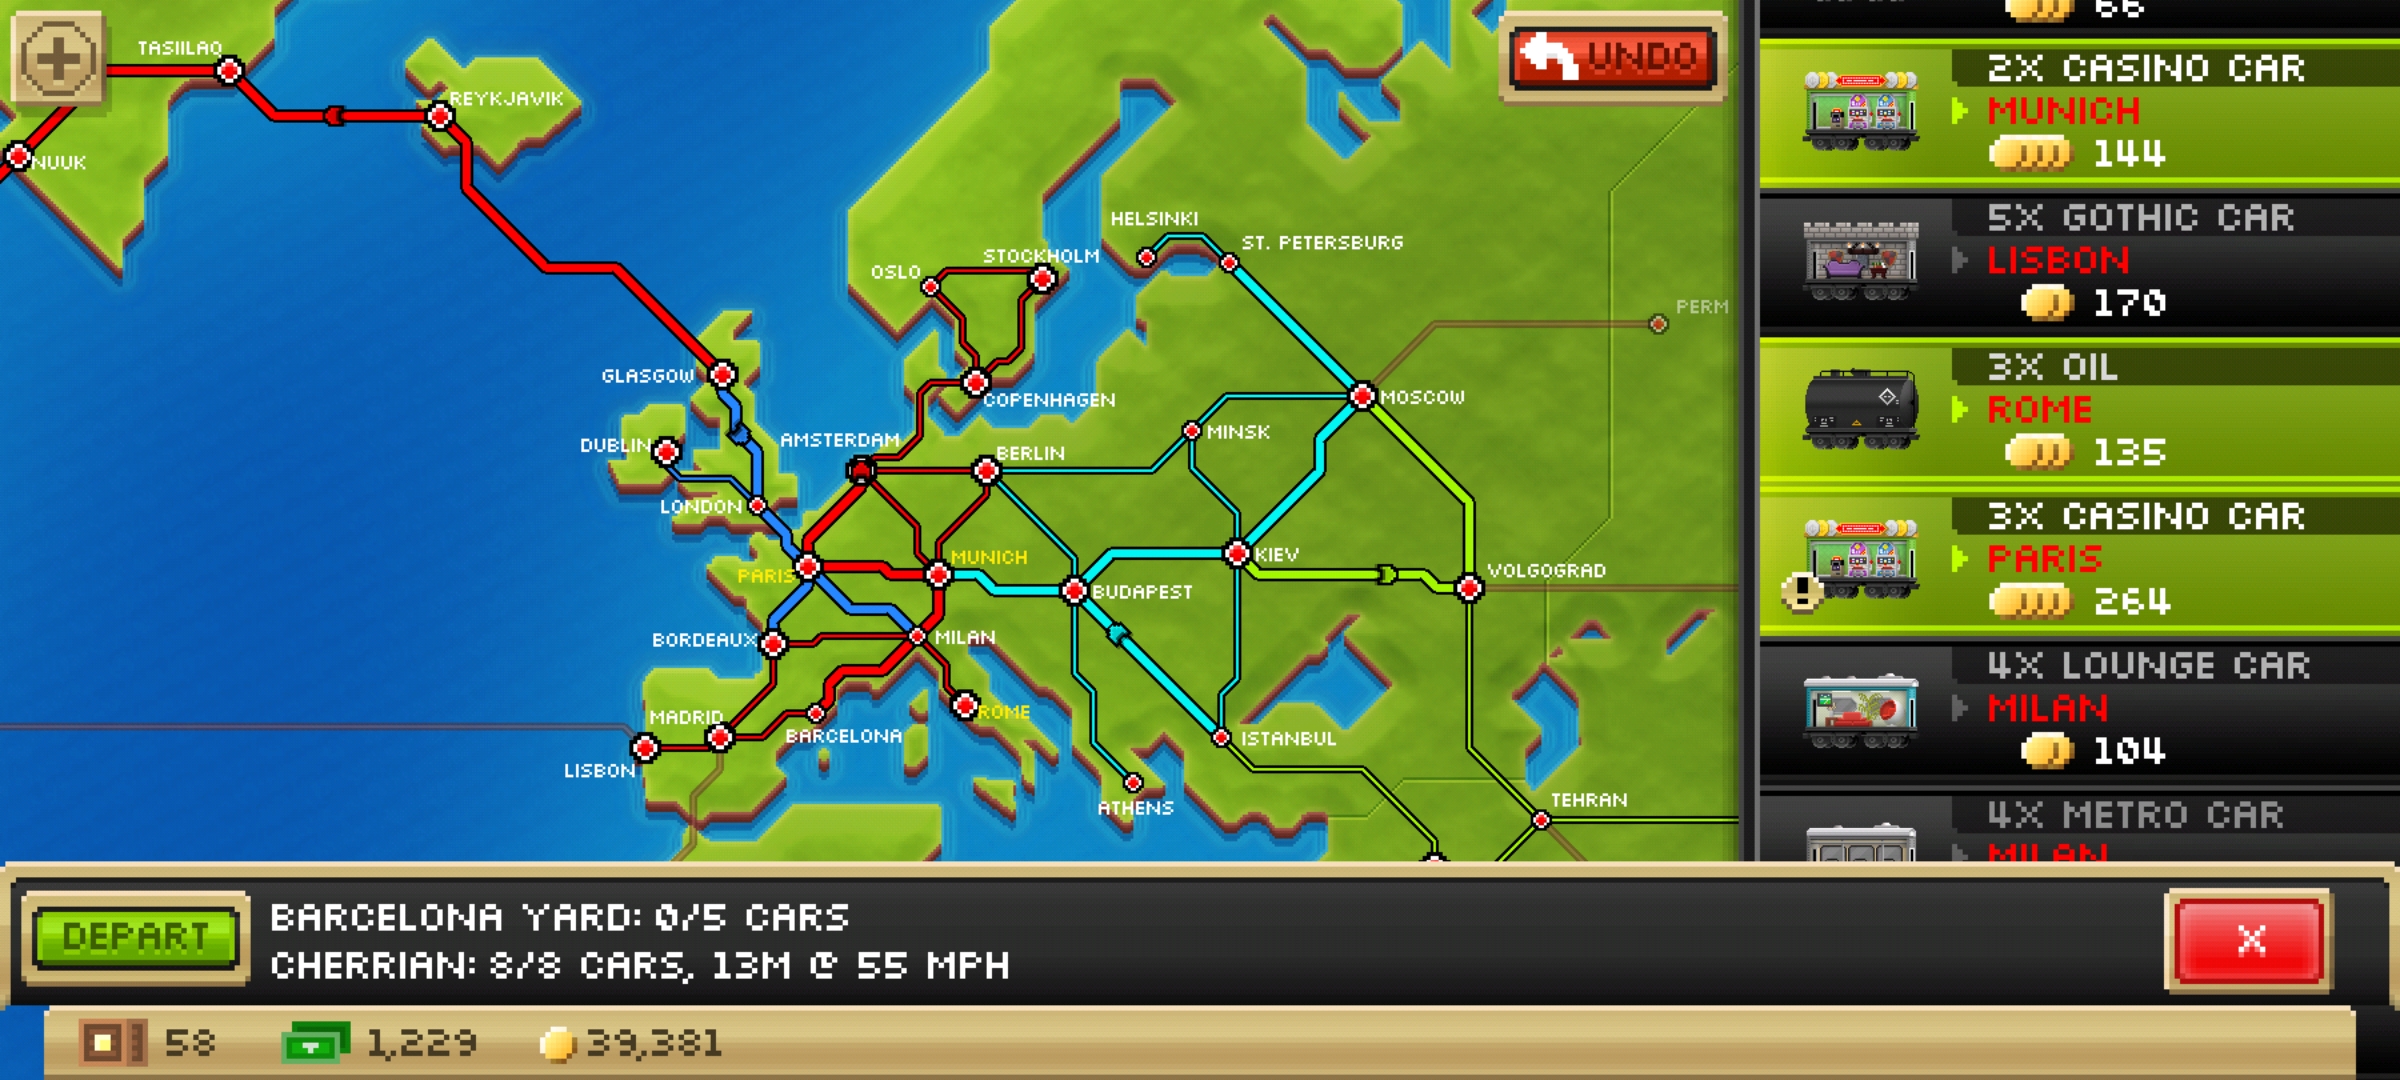 66
TASIILAQ
UNDO
2X CASINO CAR
REYKJAVIK
MUNICH
144
NUUK
HELSINKI
5X GOTHIC CAR
ST. PETERSBURG
STOCKHOLM
LISBON
OSLO
170
PERM
GLASGOW
3X OIL
COPENHAGEN
MOSCOW
ROME
MINSK
AMSTERDAM
DUBLIN
BERLIN
135
LONDON
3X CASINO CAR
MUNICH
KIEV
PARIS
PARIS
VOLGOGRAD
BUDAPEST
264
BORDEAUX
MILAN
4X LOUNGE CAR
MADRID
ROME
MILAN
BARCELONA
ISTANBUL
104
LISBON
ATHENS
TEHRAN
4X METRO CAR
MILAN
DEPART
BARCELONA YARD: 0/5 CARS
CHERRIAN: 8/8 CARS, 13M @ 55 MPH
X
58
1,229
39,381